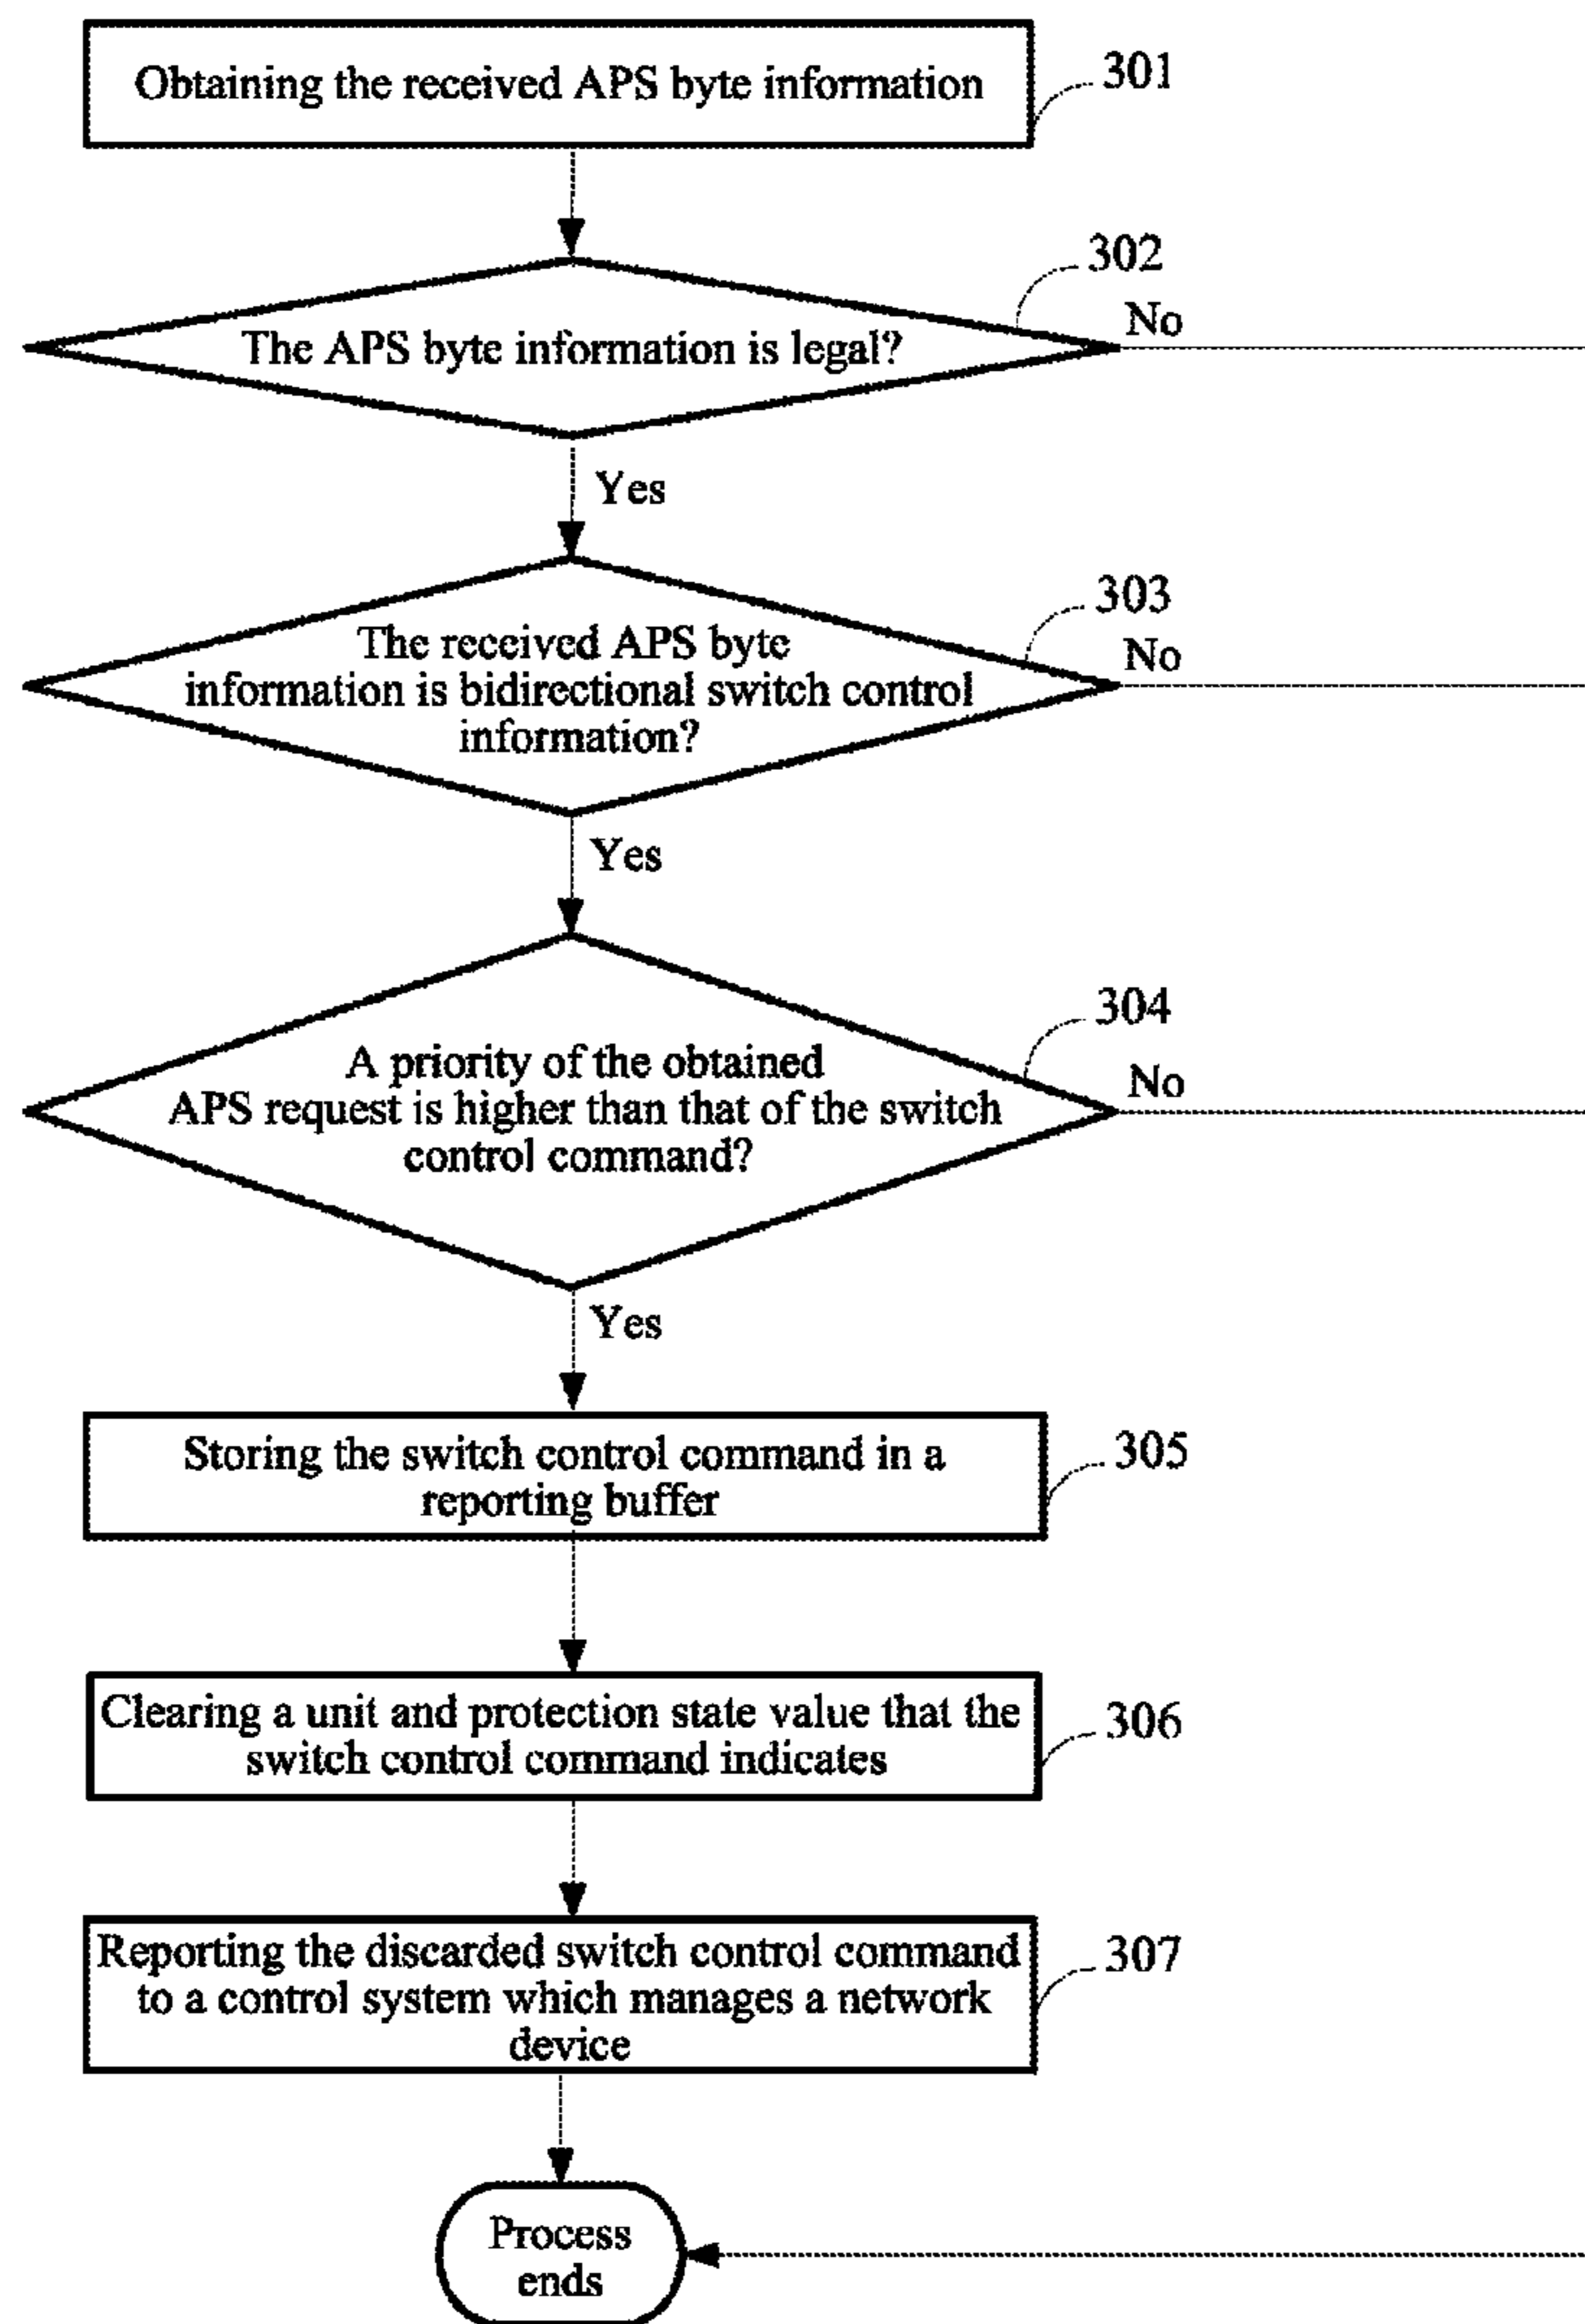 Obtaining the received APS byte information
301
302
The APS byte information is legal?
No
Yes
303
The received APS byte
information is bidirectional switch control
information?
No
Yes
304
A priority of the obtained
APS request is higher than that of the switch
control command?
No
Yes
Storing the switch control command in a
reporting buffer
305
Clearing a unit and protection state value that the
switch control command indicates
306
Reporting the discarded switch control command
to a control system which manages a network
device
307
Process
ends